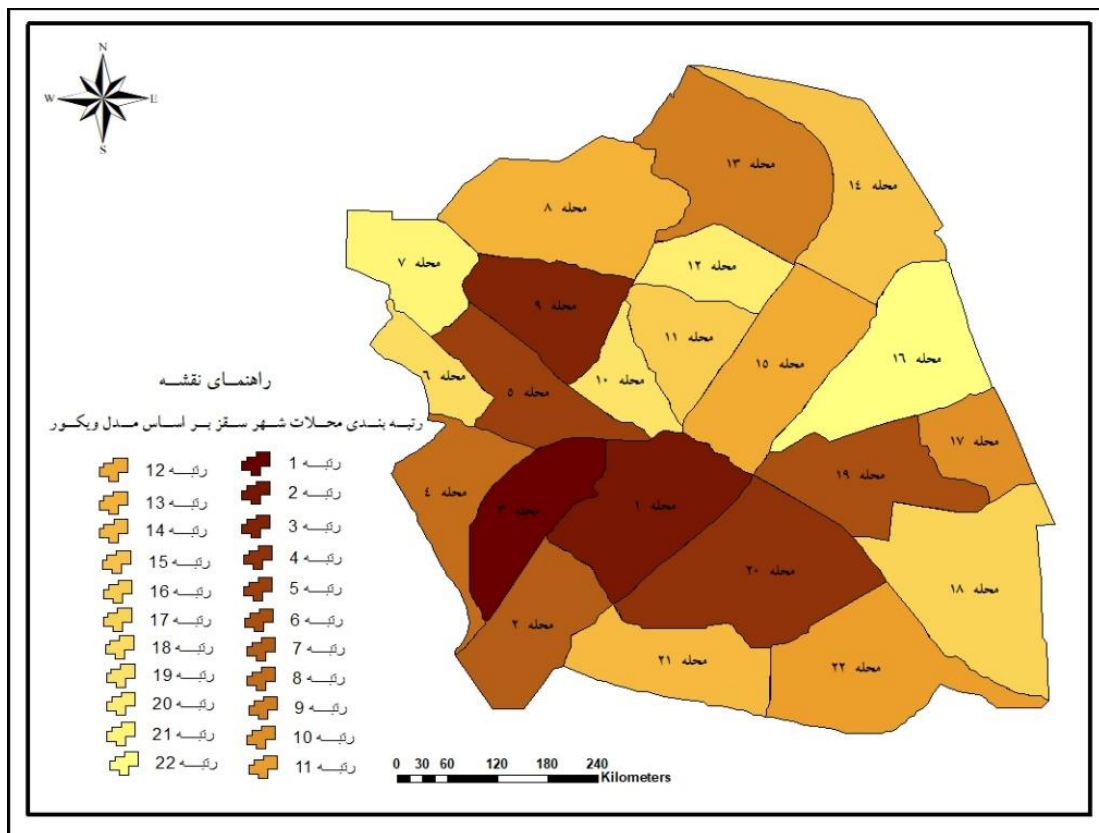 N
W E
S
محله ۱۳
محله ۱۴
محله ۸
محله ۷
محله ۱۲
محله ۹
محله ۱۱
محله ۱۶
محله ۱۵
محله ۶
محله ۱۰
محله ۵
محله ۱۷
محله ۱۹
محله ۴
محله ۳
محله ۱
محله ۲۰
محله ۱۸
محله ۲
محله ۲۱
محله ۲۲
راهنمای نقشه
رتبه بندی محلات شهر سقز بر اساس مدل ویکور
رتبه 1
رتبه 2
رتبه 3
رتبه 4
رتبه 5
رتبه 6
رتبه 7
رتبه 8
رتبه 9
رتبه 10
رتبه 11
رتبه 12
رتبه 13
رتبه 14
رتبه 15
رتبه 16
رتبه 17
رتبه 18
رتبه 19
رتبه 20
رتبه 21
رتبه 22
0 30 60 120 180 240
Kilometers